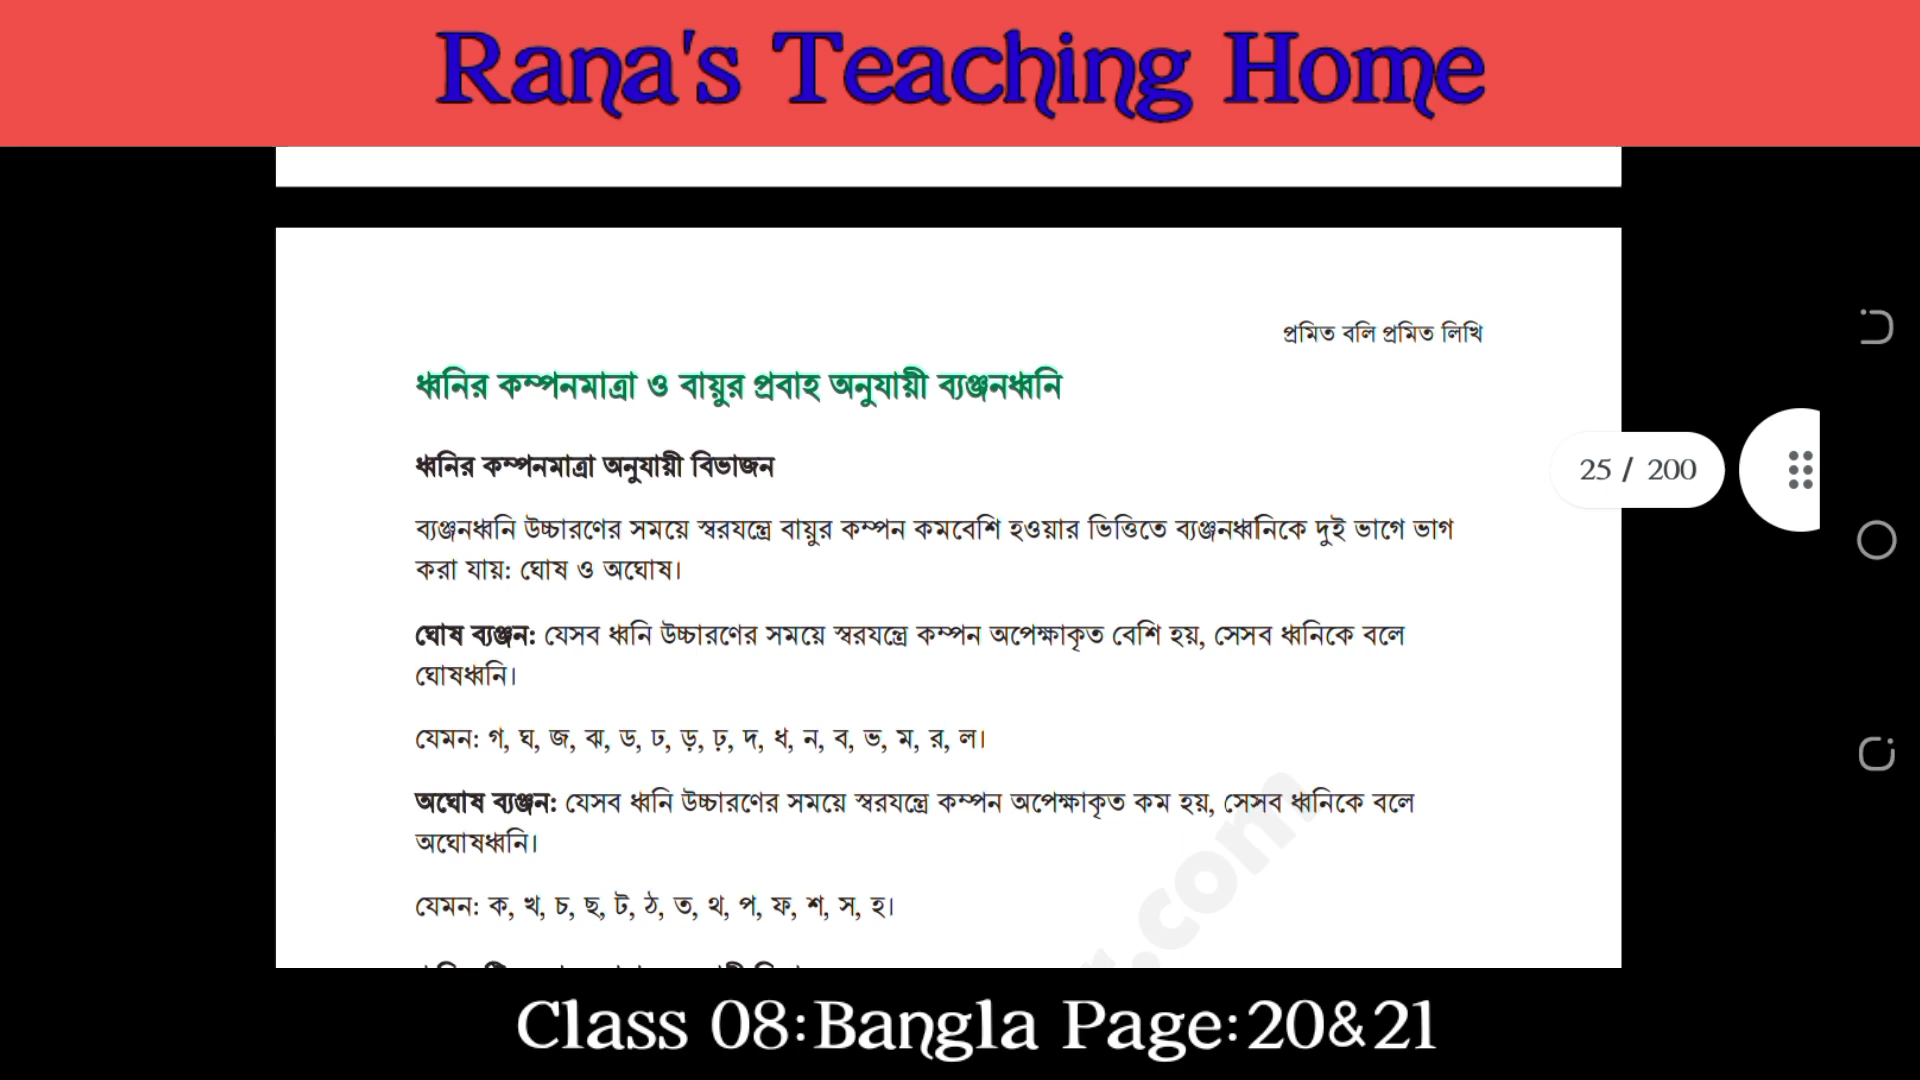 Rana's Teaching Home
প্রমিত বলি প্রমিত লিখি
ধ্বনির কম্পনমাত্রা ও বায়ুর প্রবাহ অনুযায়ী ব্যঞ্জনধ্বনি
ধ্বনির কম্পনমাত্রা অনুযায়ী বিভাজন
25 / 200
ব্যঞ্জনধ্বনি উচ্চারণের সময়ে স্বরযন্ত্রে বায়ুর কম্পন কমবেশি হওয়ার ভিত্তিতে ব্যঞ্জনধ্বনিকে দুই ভাগে ভাগ
করা যায়: ঘোষ ও অঘোষ।
ঘোষ ব্যঞ্জন: যেসব ধ্বনি উচ্চারণের সময়ে স্বরযন্ত্রে কম্পন অপেক্ষাকৃত বেশি হয়, সেসব ধ্বনিকে বলে
ঘোষধ্বনি।
যেমন: গ, ঘ, জ, ঝ, ড, ঢ, ড়, ঢ়, দ, ধ, ন, ব, ভ, ম, র, ল।
অঘোষ ব্যঞ্জন: যেসব ধ্বনি উচ্চারণের সময়ে স্বরযন্ত্রে কম্পন অপেক্ষাকৃত কম হয়, সেসব ধ্বনিকে বলে
অঘোষধ্বনি।
যেমন: ক, খ, চ, ছ, ট, ঠ, ত, থ, প, ফ, শ, স, হ।
r.com
Class 08:Bangla Page:20&21